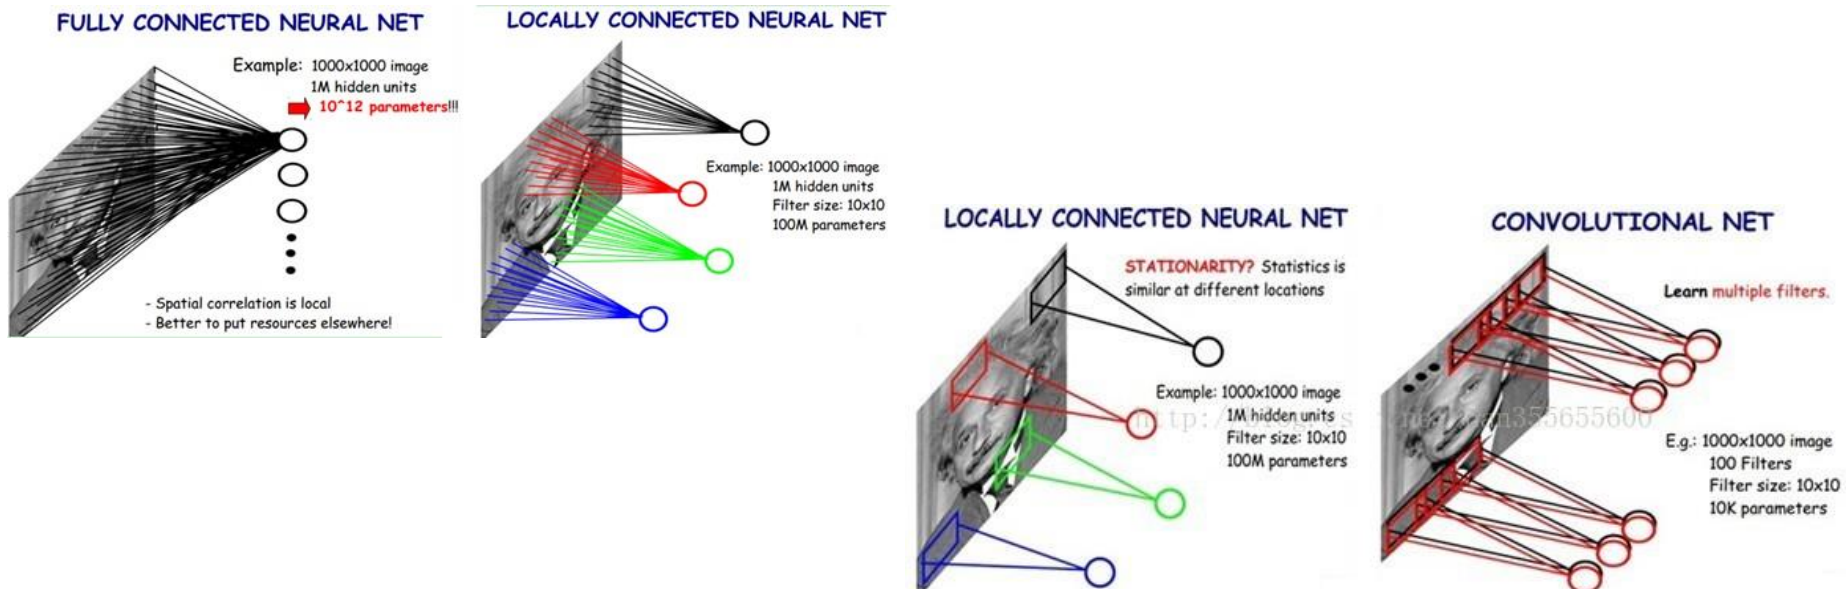 FULLY CONNECTED NEURAL NET
Example: 1000x1000 image
1M hidden units
10^12 parameters!!!
- Spatial correlation is local
- Better to put resources elsewhere!
LOCALLY CONNECTED NEURAL NET
Example: 1000x1000 image
1M hidden units
Filter size: 10x10
100M parameters
LOCALLY CONNECTED NEURAL NET
STATIONARITY? Statistics is
similar at different locations
Example: 1000x1000 image
1M hidden units
Filter size: 10x10
100M parameters
CONVOLUTIONAL NET
Learn multiple filters.
E.g.: 1000x1000 image
100 Filters
Filter size: 10x10
10K parameters